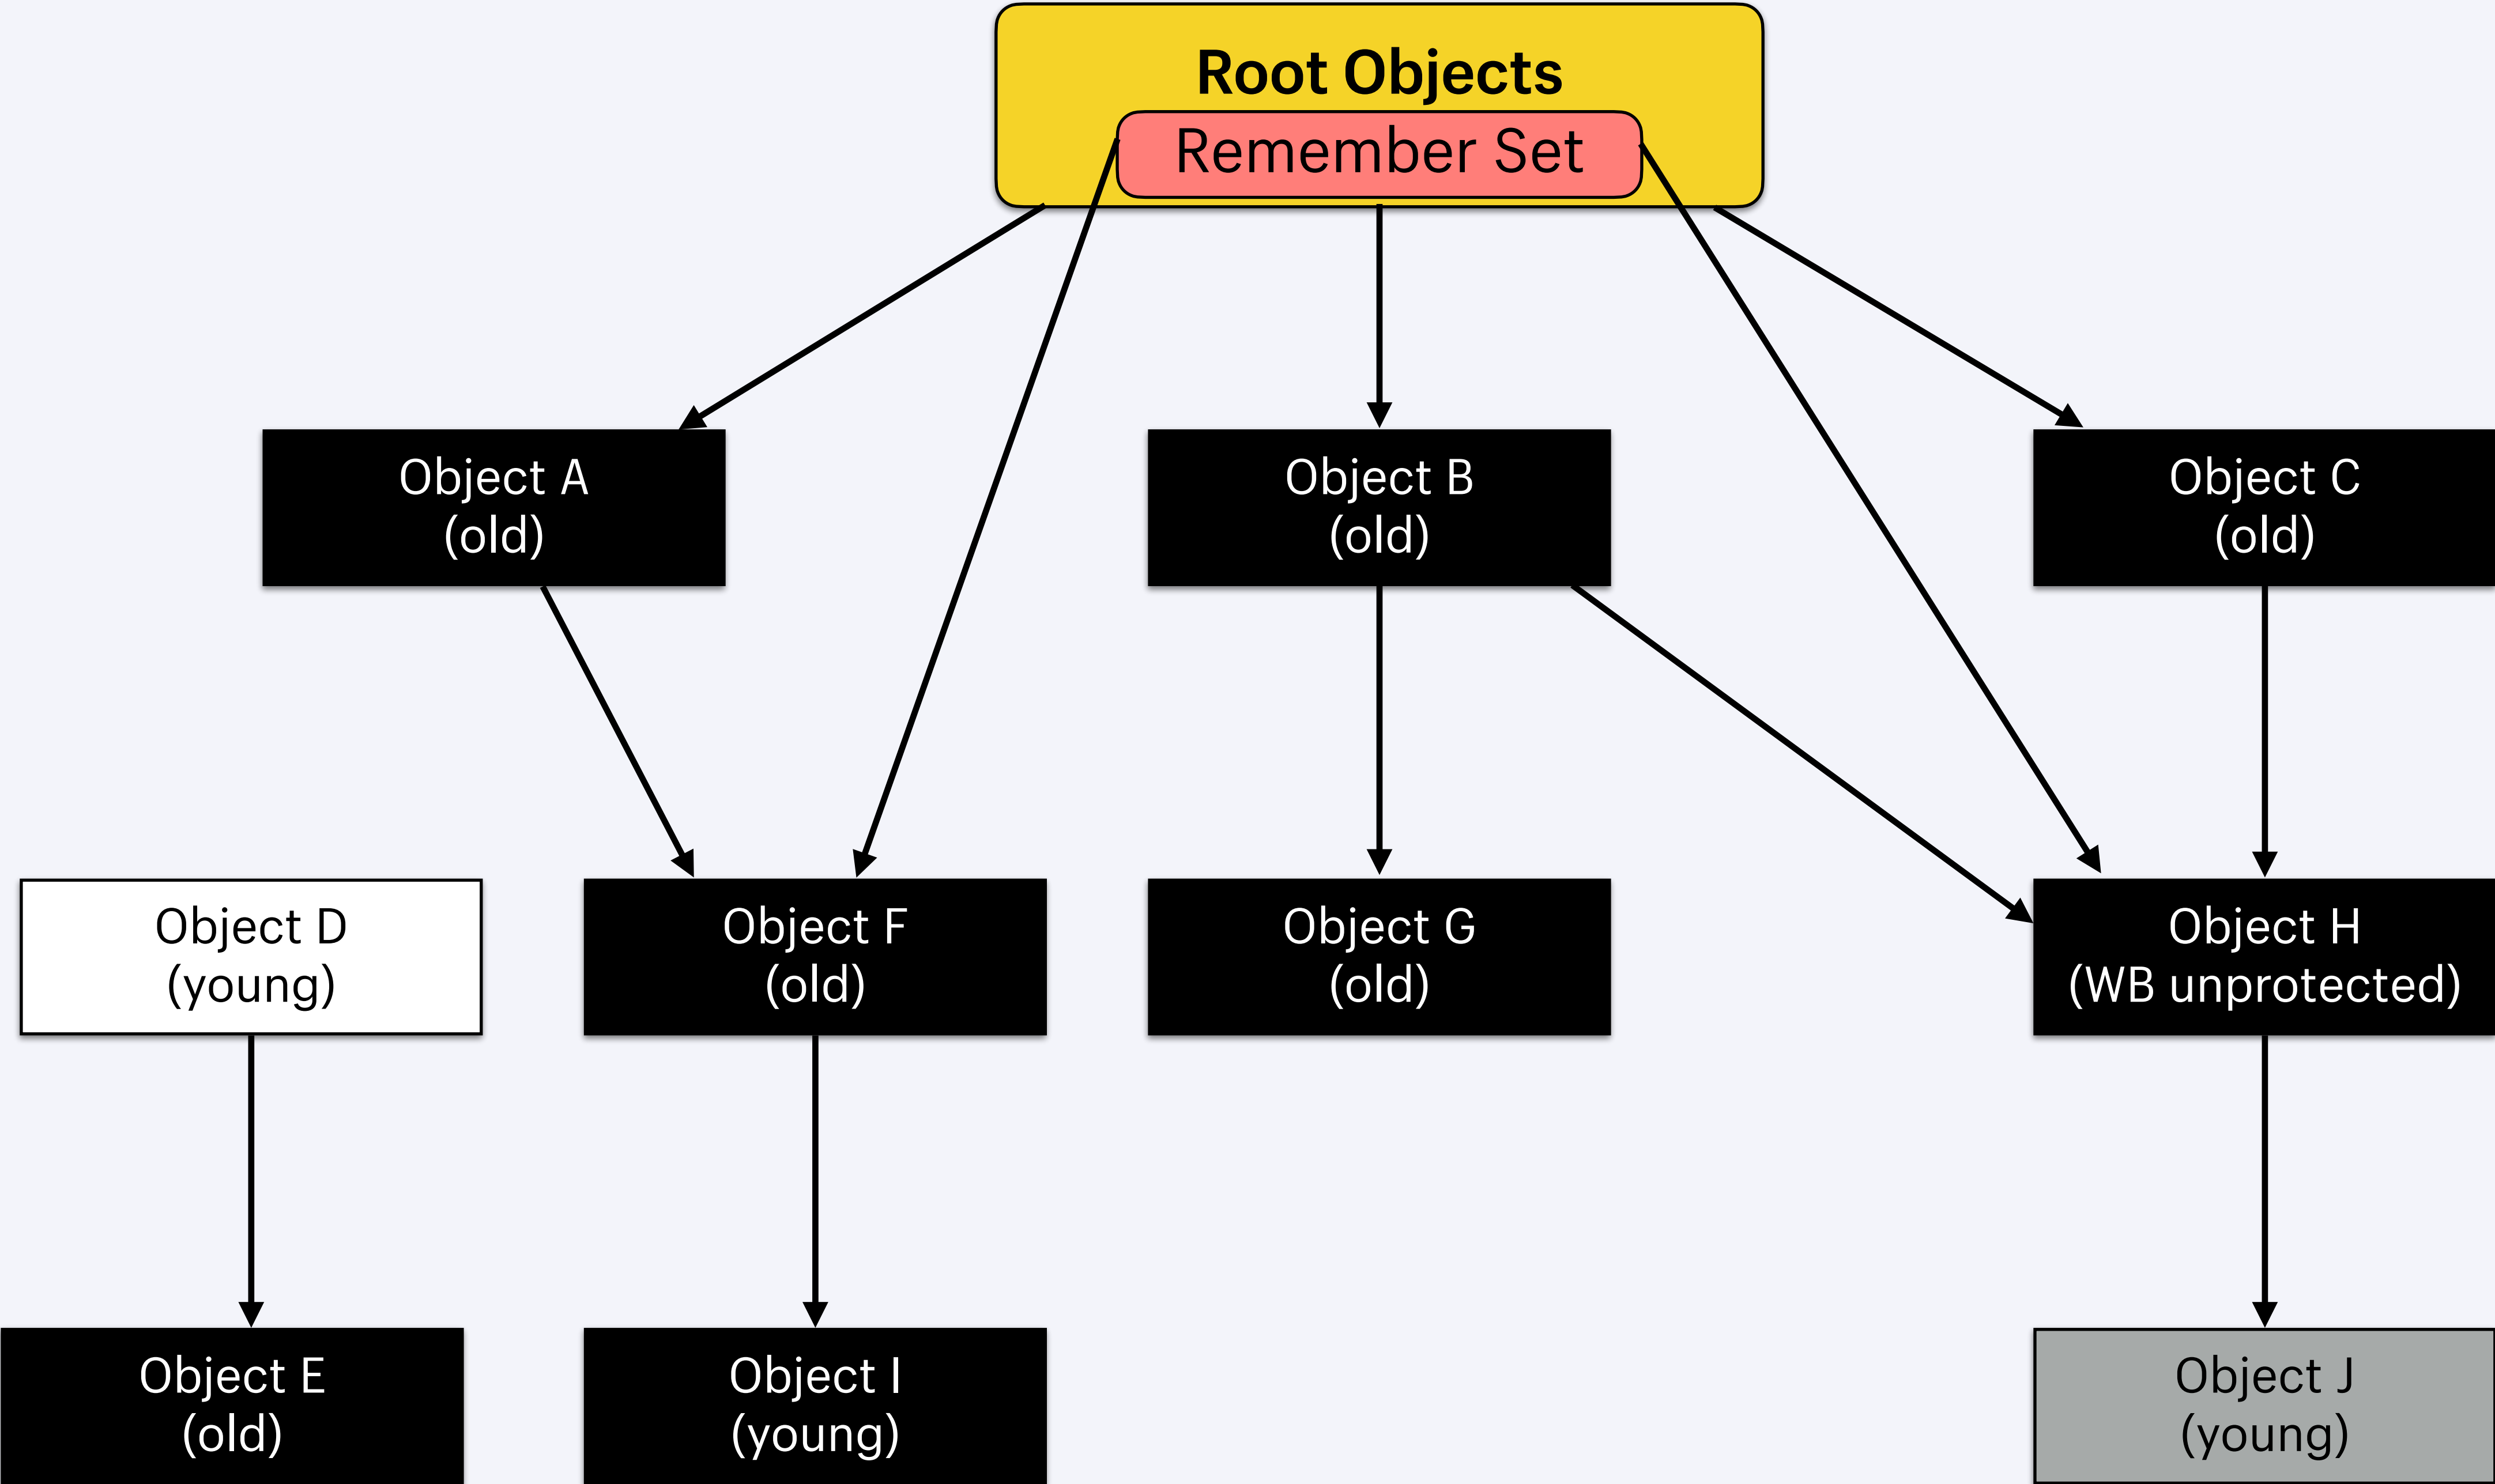 Root Objects
Remember Set
Object A
(old)
Object B
(old)
Object C
(old)
Object D
(young)
Object F
(old)
Object G
(old)
Object H
(WB unprotected)
Object E
(old)
Object I
(young)
Object J
(young)